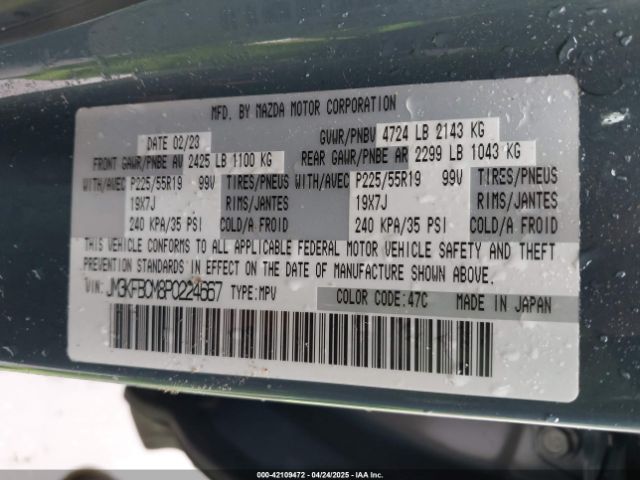 MFD. BY MAZDA MOTOR CORPORATION
DATE 02/23 GVWR/PNBV 4724 LB 2143 KG
FRONT GAWR/PNBE AV 2425 LB 1100 KG REAR GAWR/PNBE AR 2299 LB 1043 KG
WITH/AVEC P225/55R19 99V TIRES/PNEUS WITH/AVEC P225/55R19 99V TIRES/PNEUS
19X7J RIMS/JANTES 19X7J RIMS/JANTES
240 KPA/35 PSI COLD/A FROID 240 KPA/35 PSI COLD/A FROID
THIS VEHICLE CONFORMS TO ALL APPLICABLE FEDERAL MOTOR VEHICLE SAFETY AND THEFT
PREVENTION STANDARDS IN EFFECT ON THE DATE OF MANUFACTURE SHOWN ABOVE.
VIN: JM3KFBCM8P0224657 TYPE:MPV COLOR CODE:47C MADE IN JAPAN
000-42109472 - 04/24/2025 - IAA Inc.